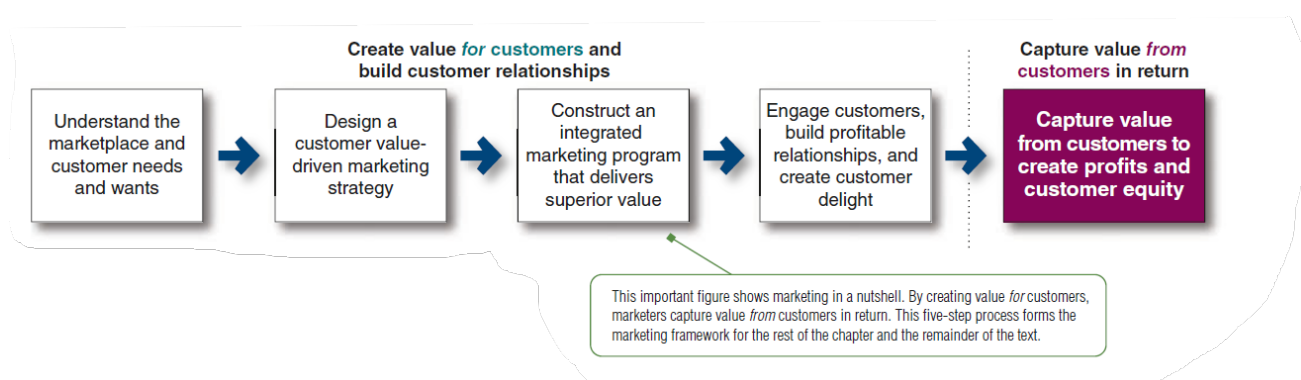 Create value for customers and
build customer relationships
Capture value from
customers in return
Understand the
marketplace and
customer needs
and wants
Design a
customer value-
driven marketing
strategy
Construct an
integrated
marketing program
that delivers
superior value
Engage customers,
build profitable
relationships, and
create customer
delight
Capture value
from customers to
create profits and
customer equity
This important figure shows marketing in a nutshell. By creating value for customers,
marketers capture value from customers in return. This five-step process forms the
marketing framework for the rest of the chapter and the remainder of the text.